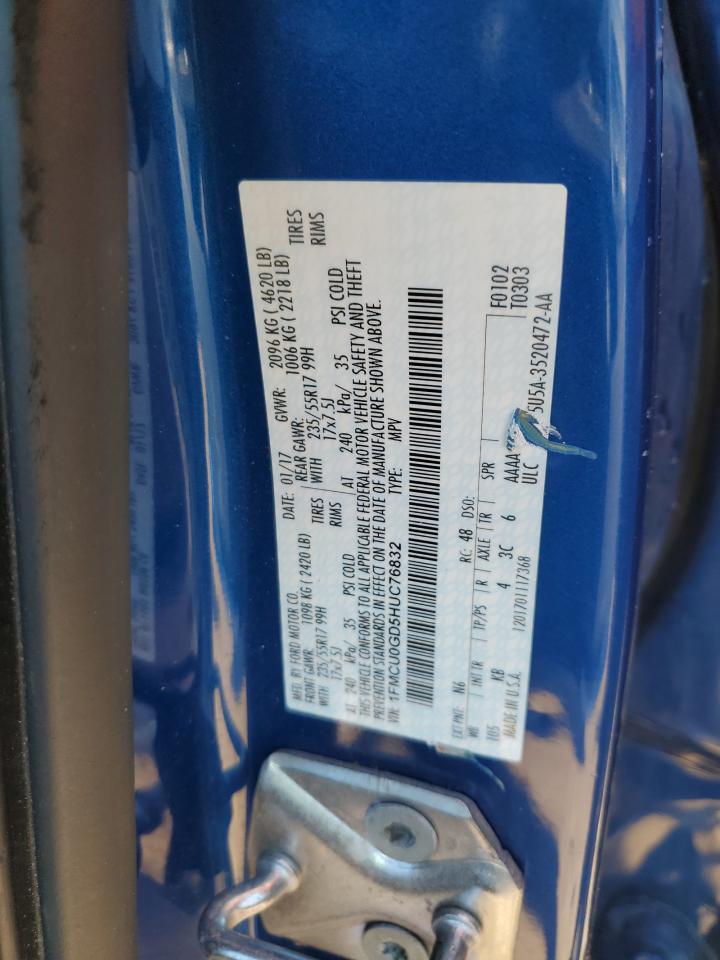 MFD. BY FORD MOTOR CO. DATE: 01/17 GVWR: 2096 KG ( 4620 LB)
FRONT GAWR: 1098 KG ( 2420 LB) REAR GAWR: 1006 KG ( 2218 LB)
WITH 235/55R17 99H TIRES WITH 235/55R17 99H TIRES
17x7.5J RIMS 17x7.5J RIMS
AT 240 kPa/ 35 PSI COLD AT 240 kPa/ 35 PSI COLD
THIS VEHICLE CONFORMS TO ALL APPLICABLE FEDERAL MOTOR VEHICLE SAFETY AND THEFT
PREVENTION STANDARDS IN EFFECT ON THE DATE OF MANUFACTURE SHOWN ABOVE.
VIN: 1FMCU0GD5HUC76832 TYPE: MPV
EXT PNT: N6 RC: 48 DSO:
WB INT TR TP/PS R AXLE TR SPR F0102
105 KB 4 3C 6 AAAA T0303
MADE IN U.S.A. 1201701117368 ULC 5U5A-3520472-AA